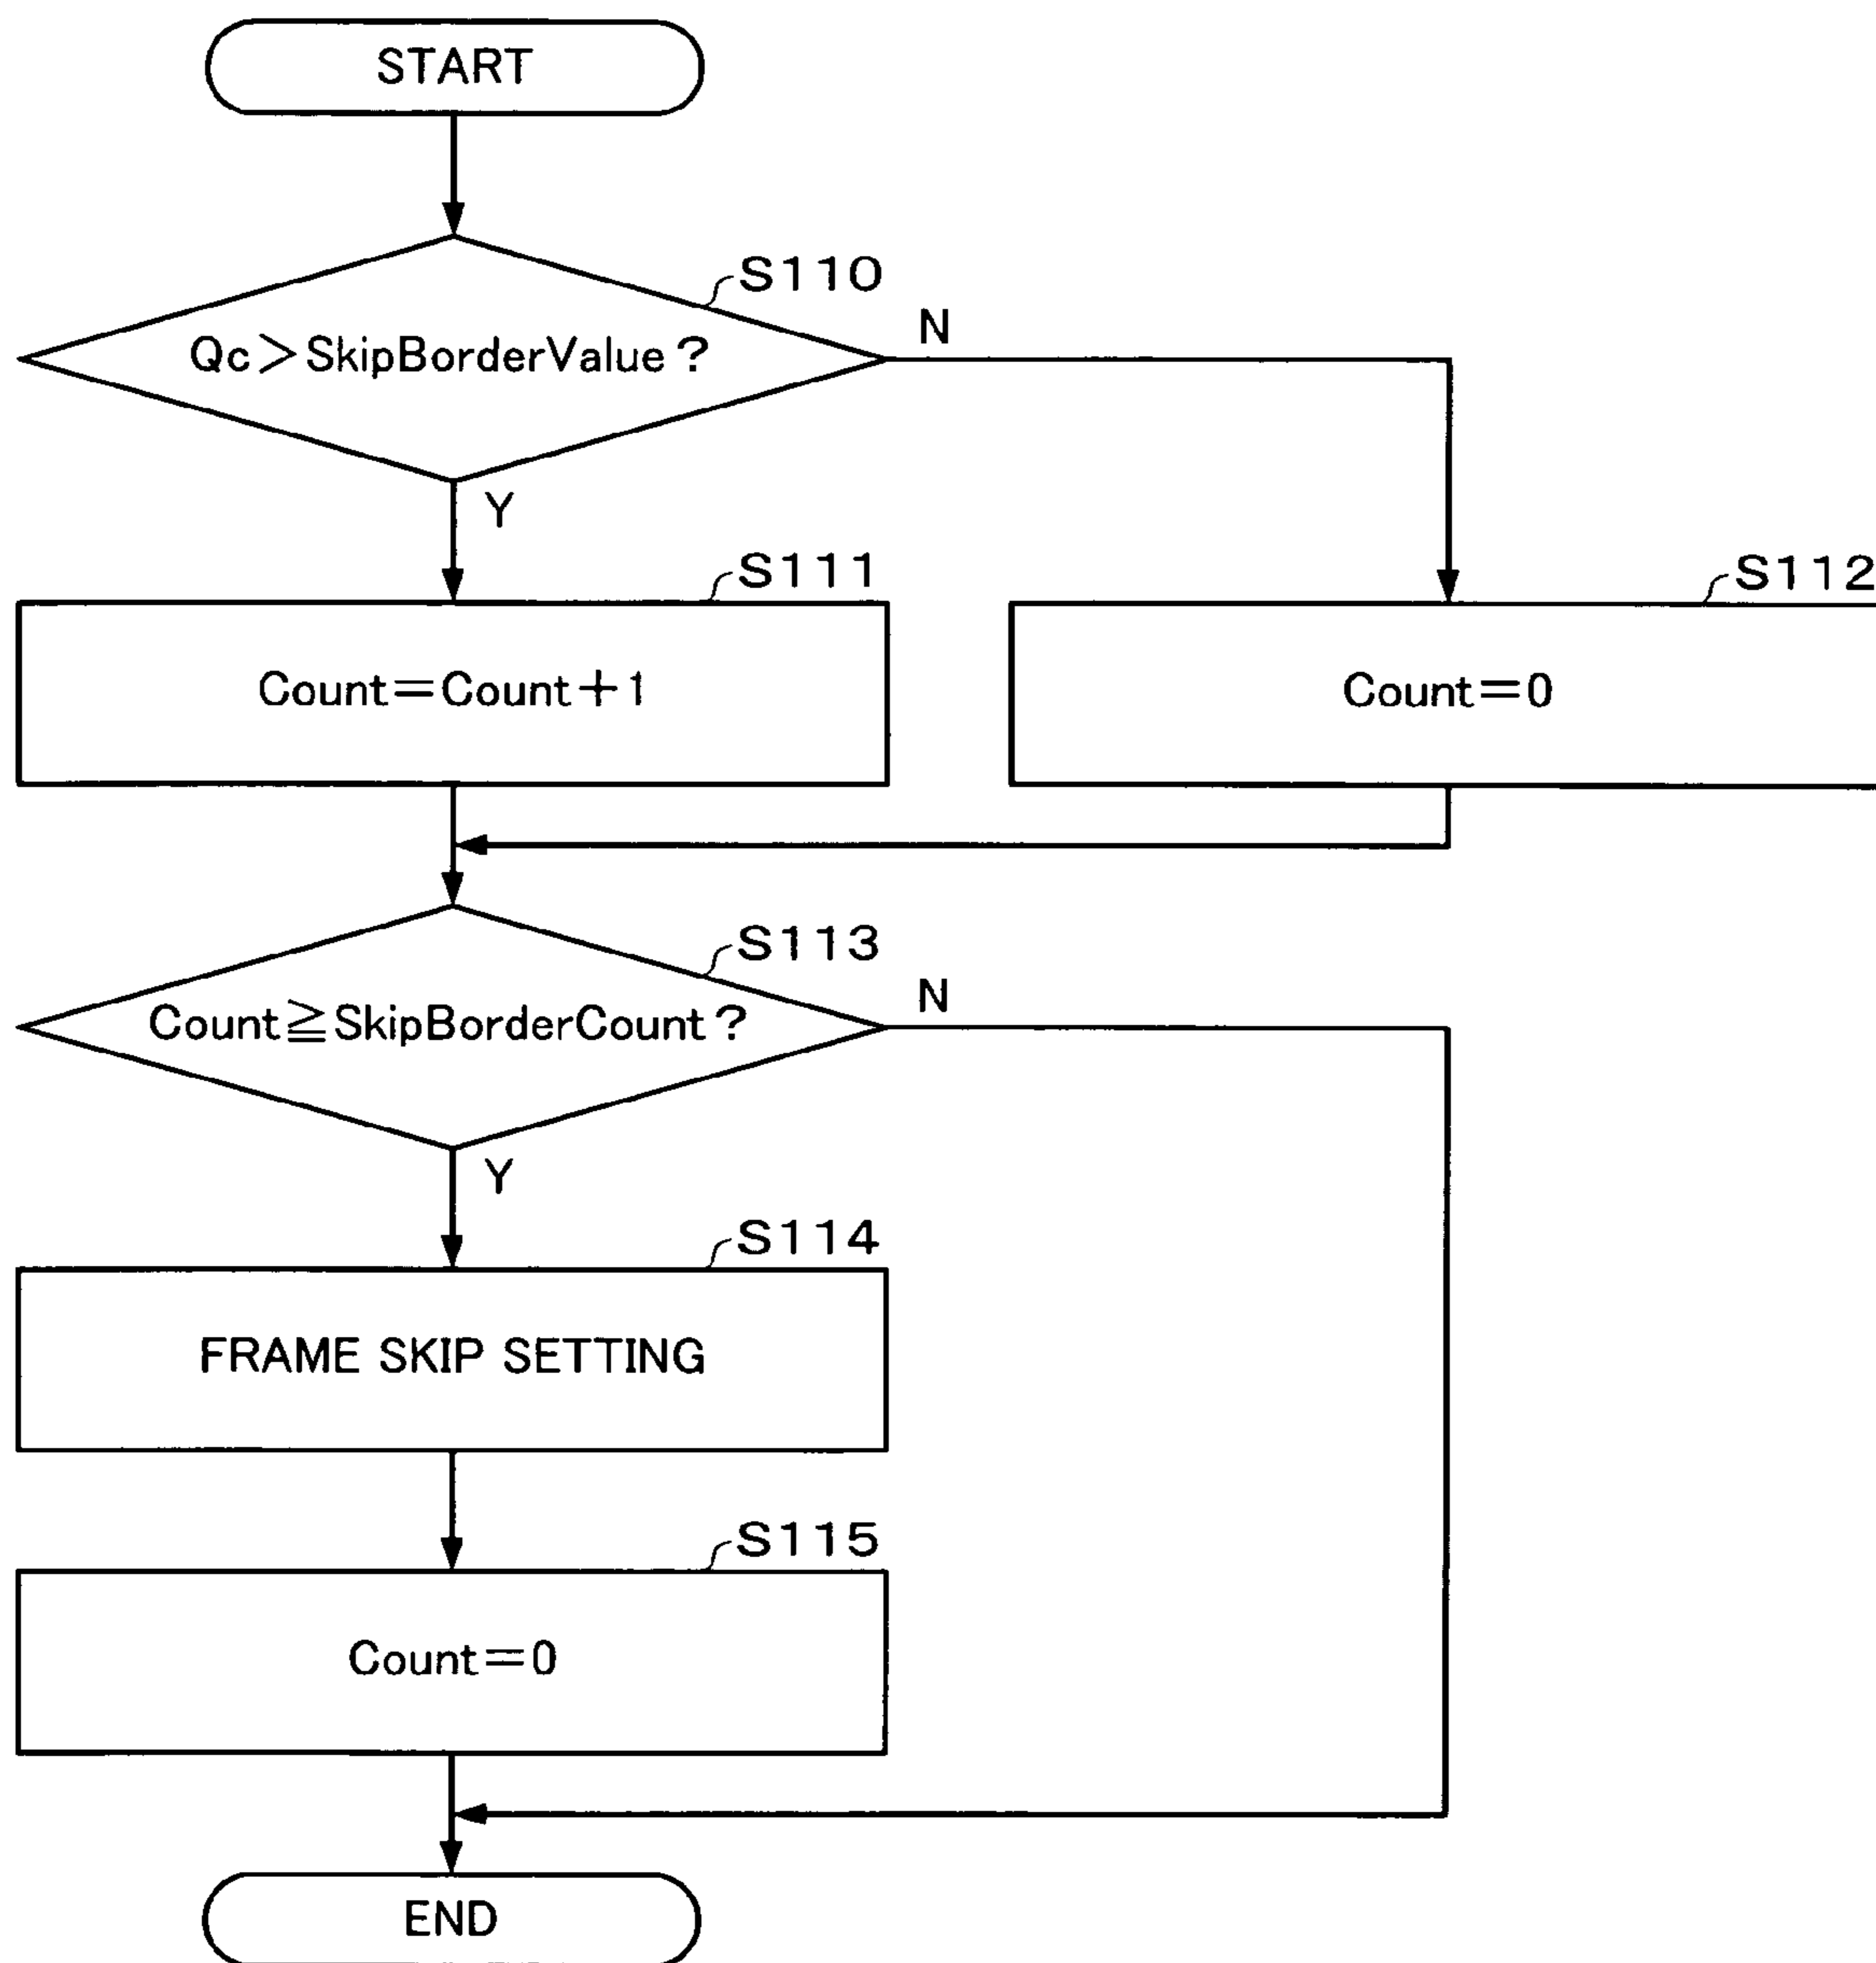 START
S110
Qc>SkipBorderValue?
N
Y
S111
Count=Count+1
S112
Count=0
S113
Count≧SkipBorderCount?
N
Y
S114
FRAME SKIP SETTING
S115
Count=0
END